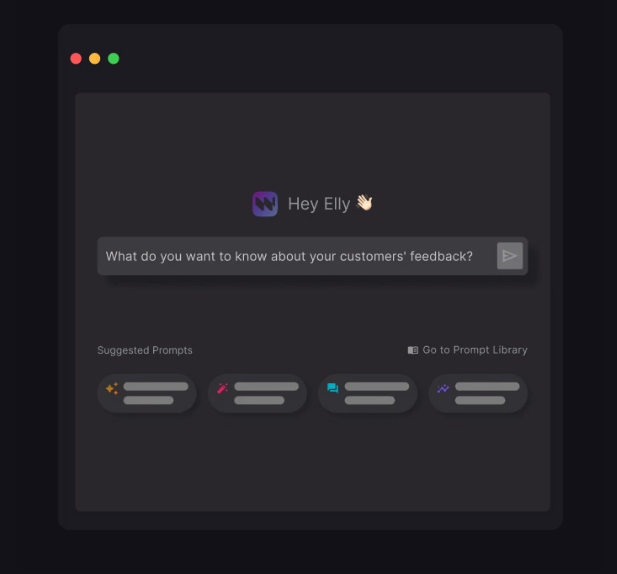 Hey Elly 👋🏻
What do you want to know about your customers' feedback?
Suggested Prompts
Go to Prompt Library